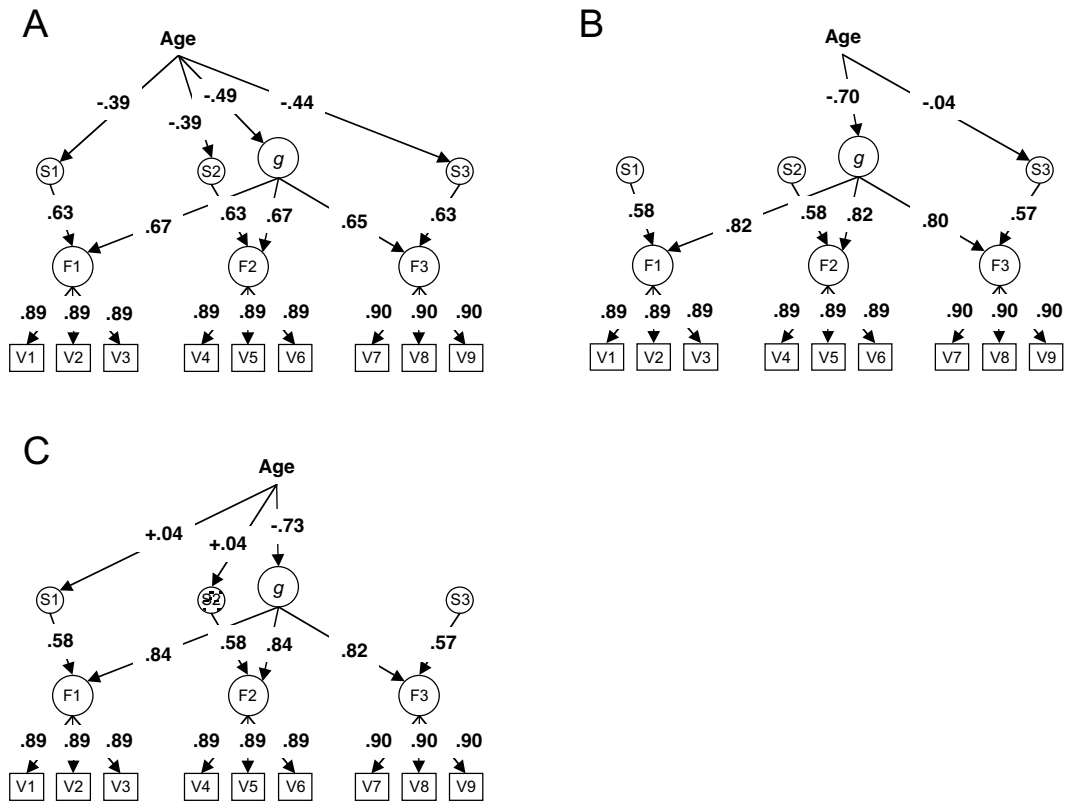 A
Age
-.39
-.39
-.49
-.44
S1
S2
g
S3
.63
.67
.63
.67
.65
.63
F1
F2
F3
.89 .89 .89
.89 .89 .89
.90 .90 .90
V1 V2 V3
V4 V5 V6
V7 V8 V9
B
Age
-.70
-.04
S1
S2
g
S3
.58
.82
.58
.82
.80
.57
F1
F2
F3
.89 .89 .89
.89 .89 .89
.90 .90 .90
V1 V2 V3
V4 V5 V6
V7 V8 V9
C
Age
+.04
+.04
-.73
S1
S2
g
S3
.58
.84
.58
.84
.82
.57
F1
F2
F3
.89 .89 .89
.89 .89 .89
.90 .90 .90
V1 V2 V3
V4 V5 V6
V7 V8 V9